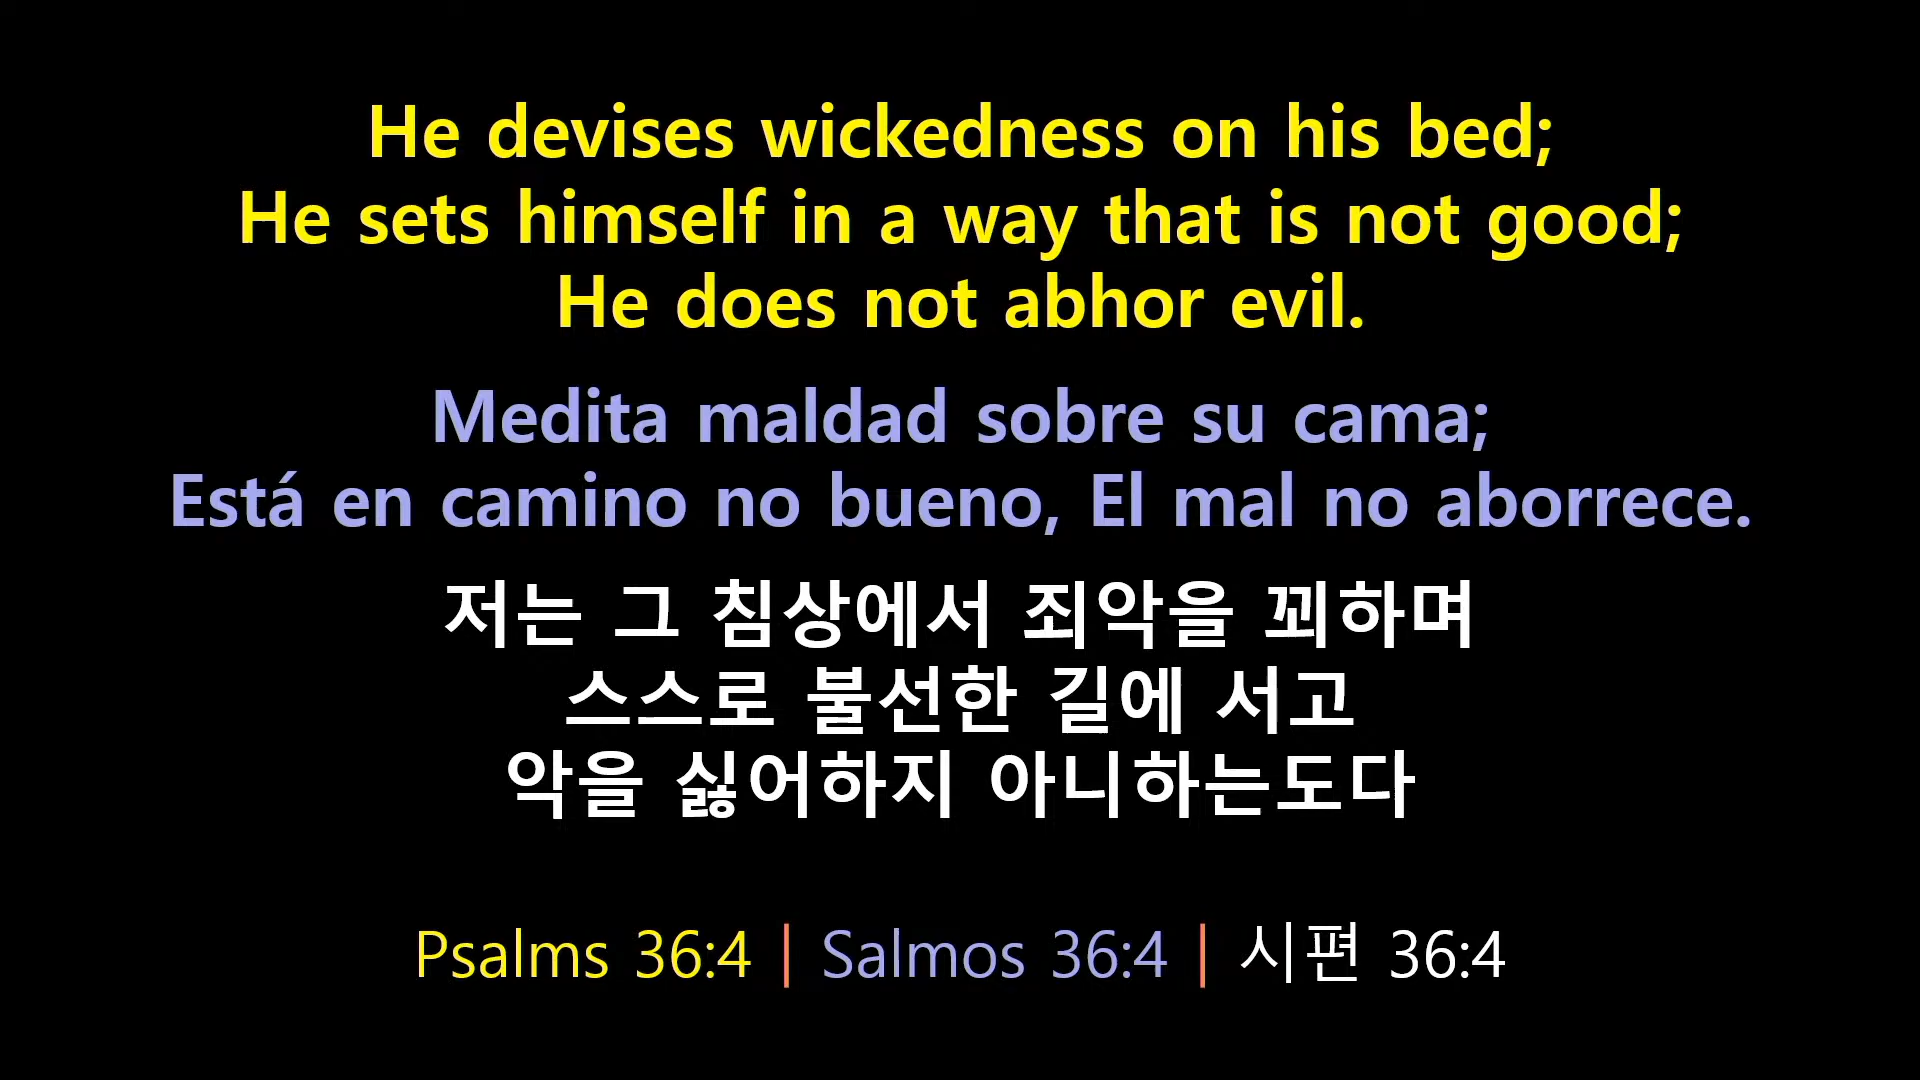 He devises wickedness on his bed;
He sets himself in a way that is not good;
He does not abhor evil.
Medita maldad sobre su cama;
Está en camino no bueno, El mal no aborrece.
저는 그 침상에서 죄악을 꾀하며
스스로 불선한 길에 서고
악을 싫어하지 아니하는도다
Psalms 36:4 | Salmos 36:4 | 시편 36:4